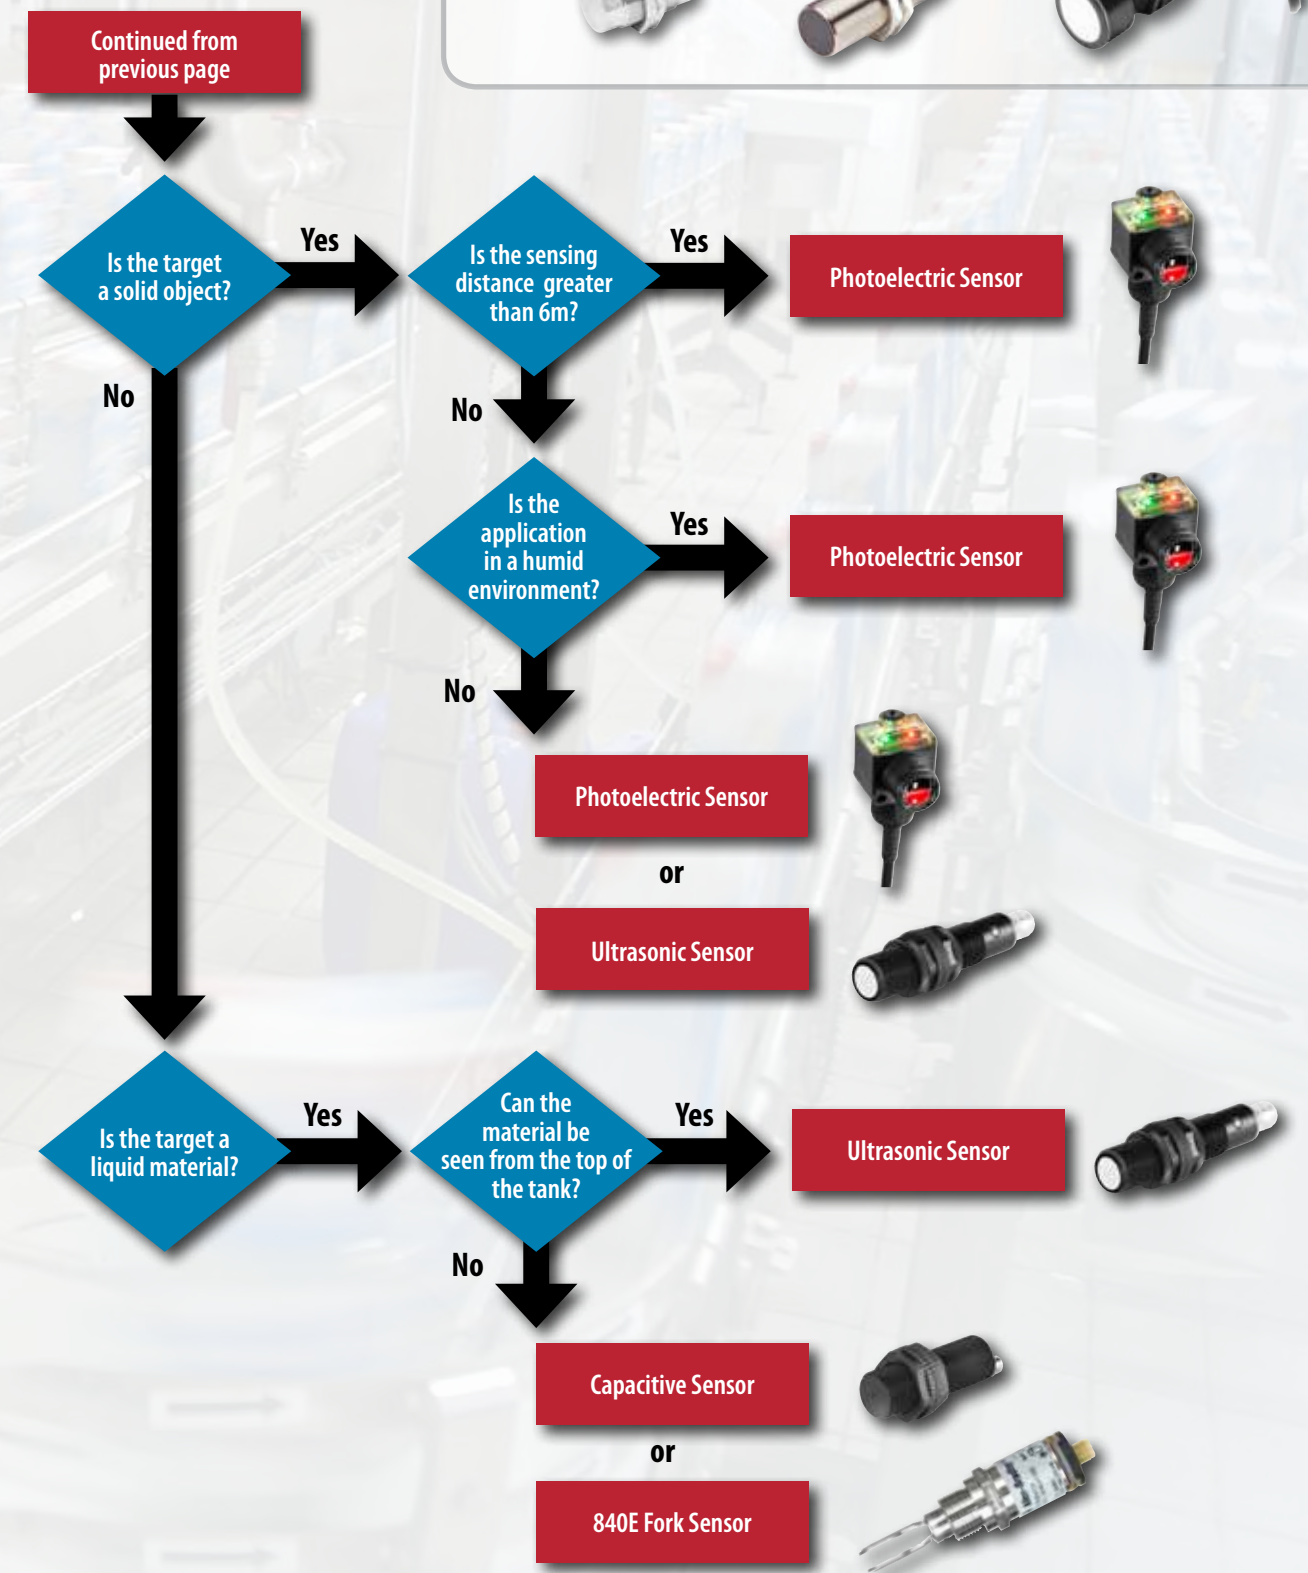 Continued from
previous page
Is the target
a solid object?
Yes
Is the sensing
distance greater
than 6m?
Yes
Photoelectric Sensor
No
No
Is the
application
in a humid
environment?
Yes
Photoelectric Sensor
No
Photoelectric Sensor
or
Ultrasonic Sensor
Is the target a
liquid material?
Yes
Can the
material be
seen from the top of
the tank?
Yes
Ultrasonic Sensor
No
Capacitive Sensor
or
840E Fork Sensor